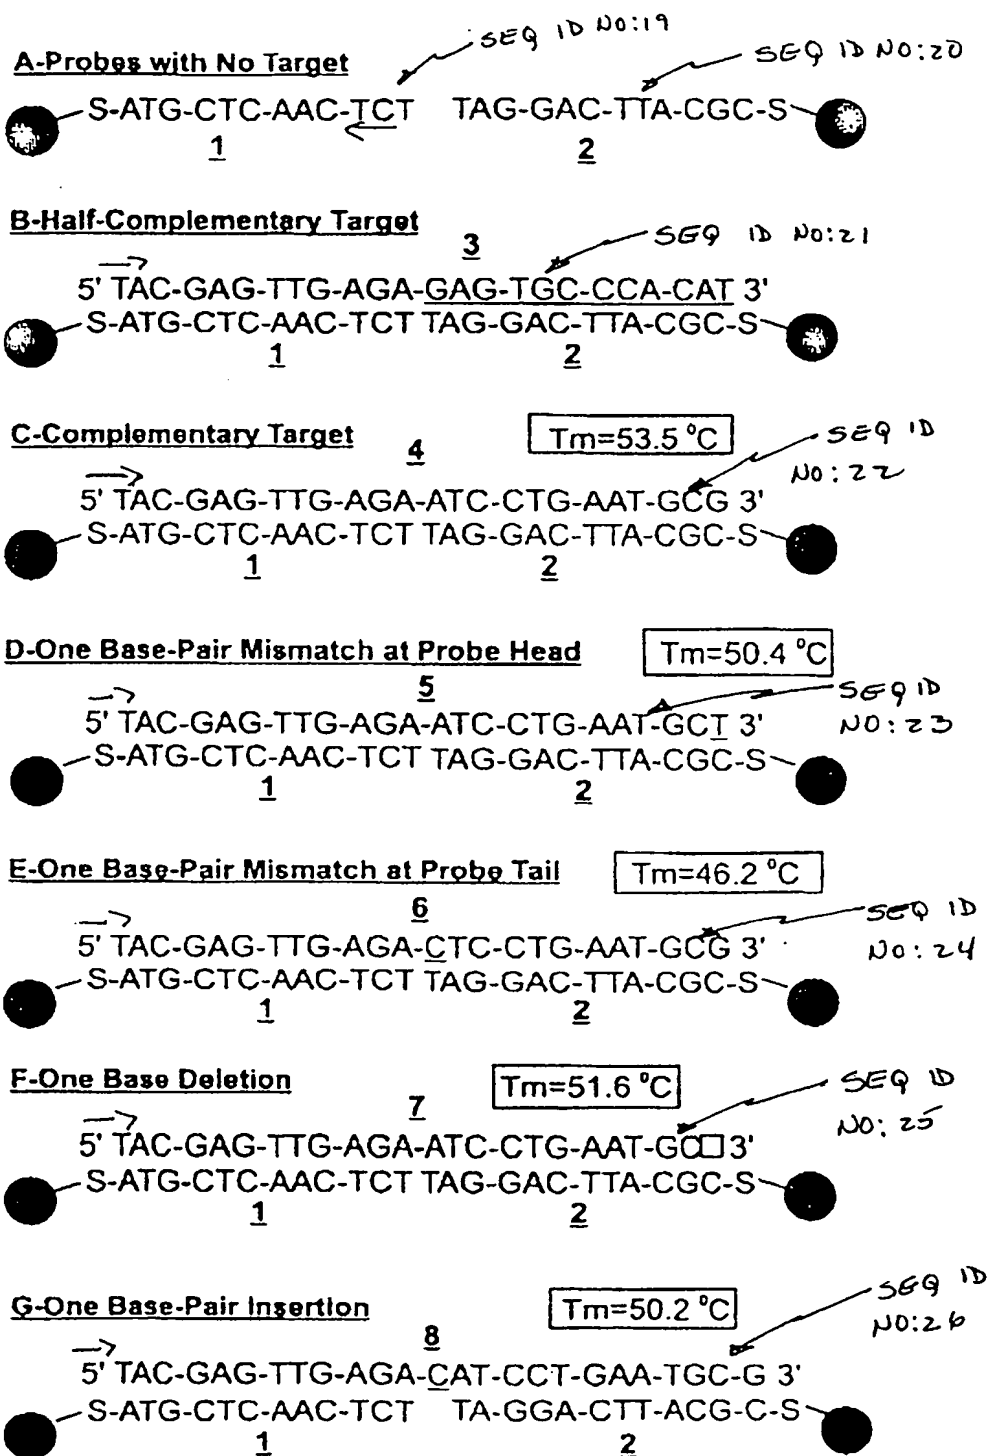 SEQ ID NO:19
SEQ ID NO:20
A-Probes with No Target
S-ATG-CTC-AAC-TCT TAG-GAC-TTA-CGC-S
1 2
B-Half-Complementary Target
3
SEQ ID NO:21
5' TAC-GAG-TTG-AGA-GAG-TGC-CCA-CAT 3'
S-ATG-CTC-AAC-TCT TAG-GAC-TTA-CGC-S
1 2
C-Complementary Target
4
Tm=53.5 °C
SEQ ID
NO:22
5' TAC-GAG-TTG-AGA-ATC-CTG-AAT-GCG 3'
S-ATG-CTC-AAC-TCT TAG-GAC-TTA-CGC-S
1 2
D-One Base-Pair Mismatch at Probe Head
Tm=50.4 °C
5
SEQ ID
NO:23
5' TAC-GAG-TTG-AGA-ATC-CTG-AAT-GCT 3'
S-ATG-CTC-AAC-TCT TAG-GAC-TTA-CGC-S
1 2
E-One Base-Pair Mismatch at Probe Tail
Tm=46.2 °C
6
SEQ ID
NO:24
5' TAC-GAG-TTG-AGA-CTC-CTG-AAT-GCG 3'
S-ATG-CTC-AAC-TCT TAG-GAC-TTA-CGC-S
1 2
F-One Base Deletion
Tm=51.6 °C
7
SEQ ID
NO:25
5' TAC-GAG-TTG-AGA-ATC-CTG-AAT-GC□ 3'
S-ATG-CTC-AAC-TCT TAG-GAC-TTA-CGC-S
1 2
G-One Base-Pair Insertion
Tm=50.2 °C
8
SEQ ID
NO:26
5' TAC-GAG-TTG-AGA-CAT-CCT-GAA-TGC-G 3'
S-ATG-CTC-AAC-TCT TA-GGA-CTT-ACG-C-S
1 2